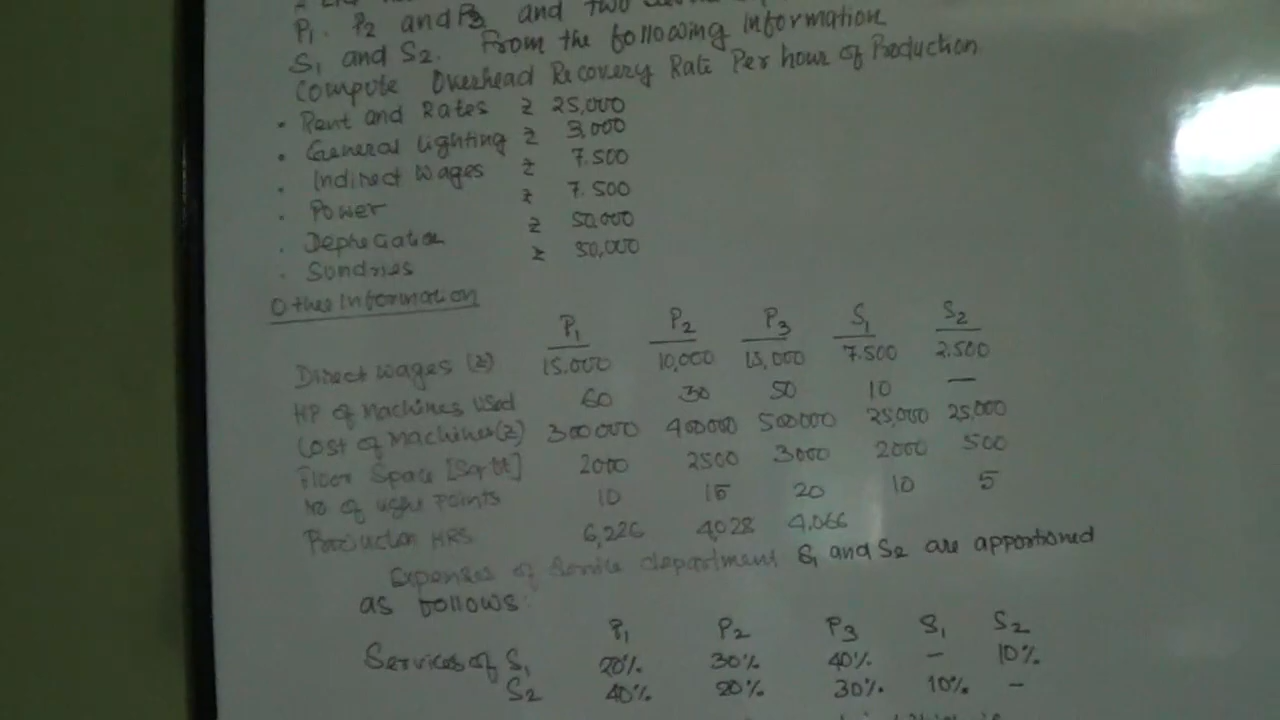 P1. P2 and P3 and two
S1 and S2. From the following information
Compute Overhead Recovery Rate Per hour of Production
• Rent and Rates ₹ 25,000
• General Lighting ₹ 3,000
• Indirect Wages ₹ 7.500
• Power ₹ 7.500
• Depreciation ₹ 50,000
• Sundries ₹ 50,000
Other Information
P1 P2 P3 S1 S2
Direct Wages (₹) 15.000 10,000 15,000 7.500 2.500
HP of Machines Used 60 30 50 10 —
Cost of Machines (₹) 300000 400000 500000 25,000 25,000
Floor Space [Sq ft] 2000 2500 3000 2000 500
No of Light Points 10 15 20 10 5
Production HRS 6,226 4,028 4,066
Expenses of Service department S1 and S2 are apportioned
as follows:
P1 P2 P3 S1 S2
Services of S1 20% 30% 40% - 10%
S2 40% 20% 30% 10% -